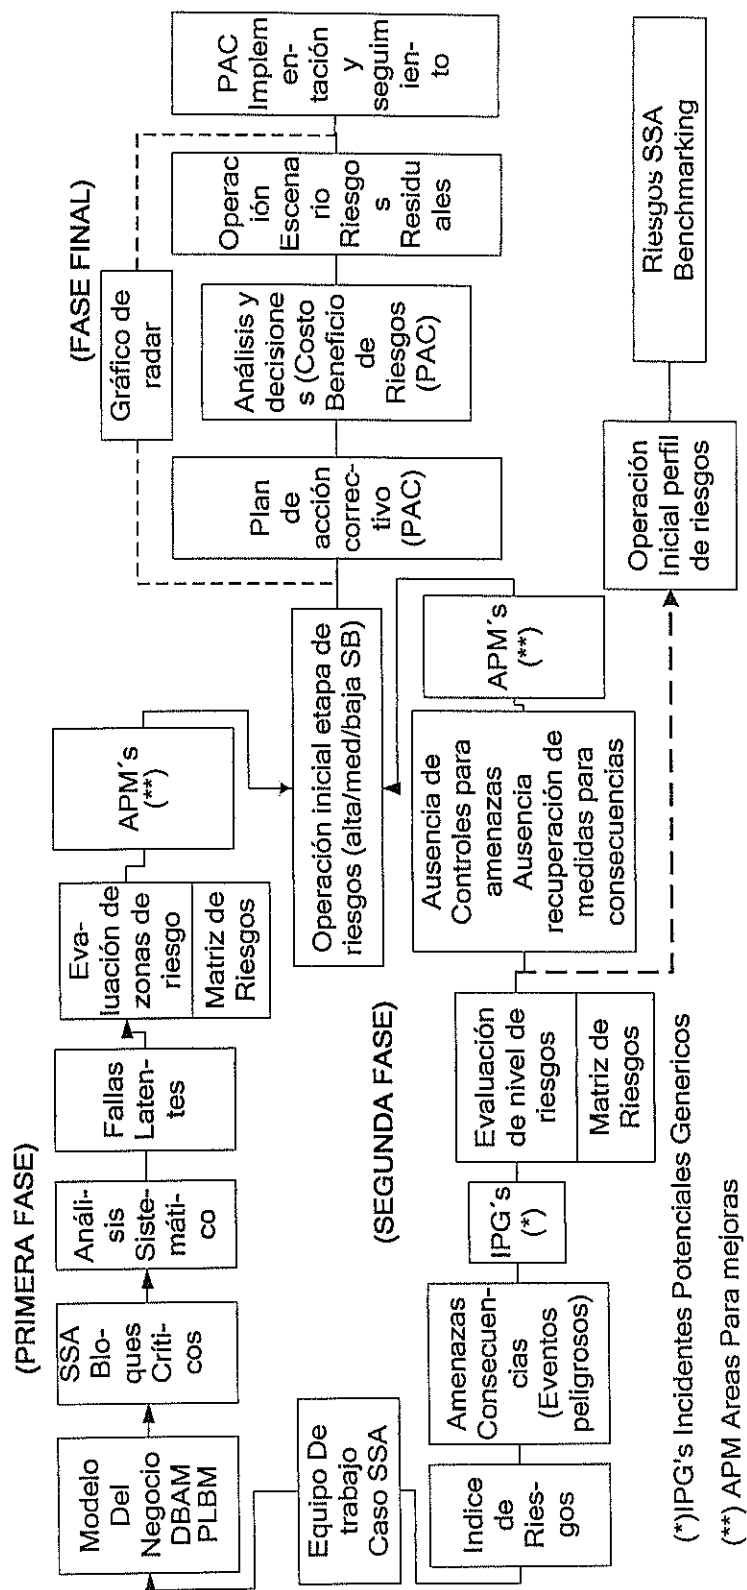 (PRIMERA FASE)
Modelo
Del
Negocio
DBAM
PLBM
SSA
Blo-
ques
Críti-
cos
Análi-
sis
Siste-
mático
Fallas
Laten-
tes
Eva-
luación de
zonas de
riesgo
Matriz de
Riesgos
APM´s
(**)
Equipo De
trabajo
Caso SSA
Operación inicial etapa de
riesgos (alta/med/baja SB)
(FASE FINAL)
Gráfico de
radar
Plan
de
acción
correc-
tivo
(PAC)
Análisis y
decisione
s (Costo
Beneficio
de
Riesgos
(PAC)
Operac
ión
Escena
rio
Riesgo
s
Residu
ales
PAC
Implem
en-
tación
y
seguim
ien-
to
(SEGUNDA FASE)
Indice
de
Ries-
gos
Amenazas
Consecuen-
cias
(Eventos
peligrosos)
IPG´s
(*)
Evaluación
de nivel de
riesgos
Matriz de
Riesgos
Ausencia de
Controles para
amenazas
Ausencia
recuperación de
medidas para
consecuencias
APM´s
(**)
Operación
Inicial perfil
de riesgos
Riesgos SSA
Benchmarking
(*)IPG's Incidentes Potenciales Genericos
(**) APM Areas Para mejoras